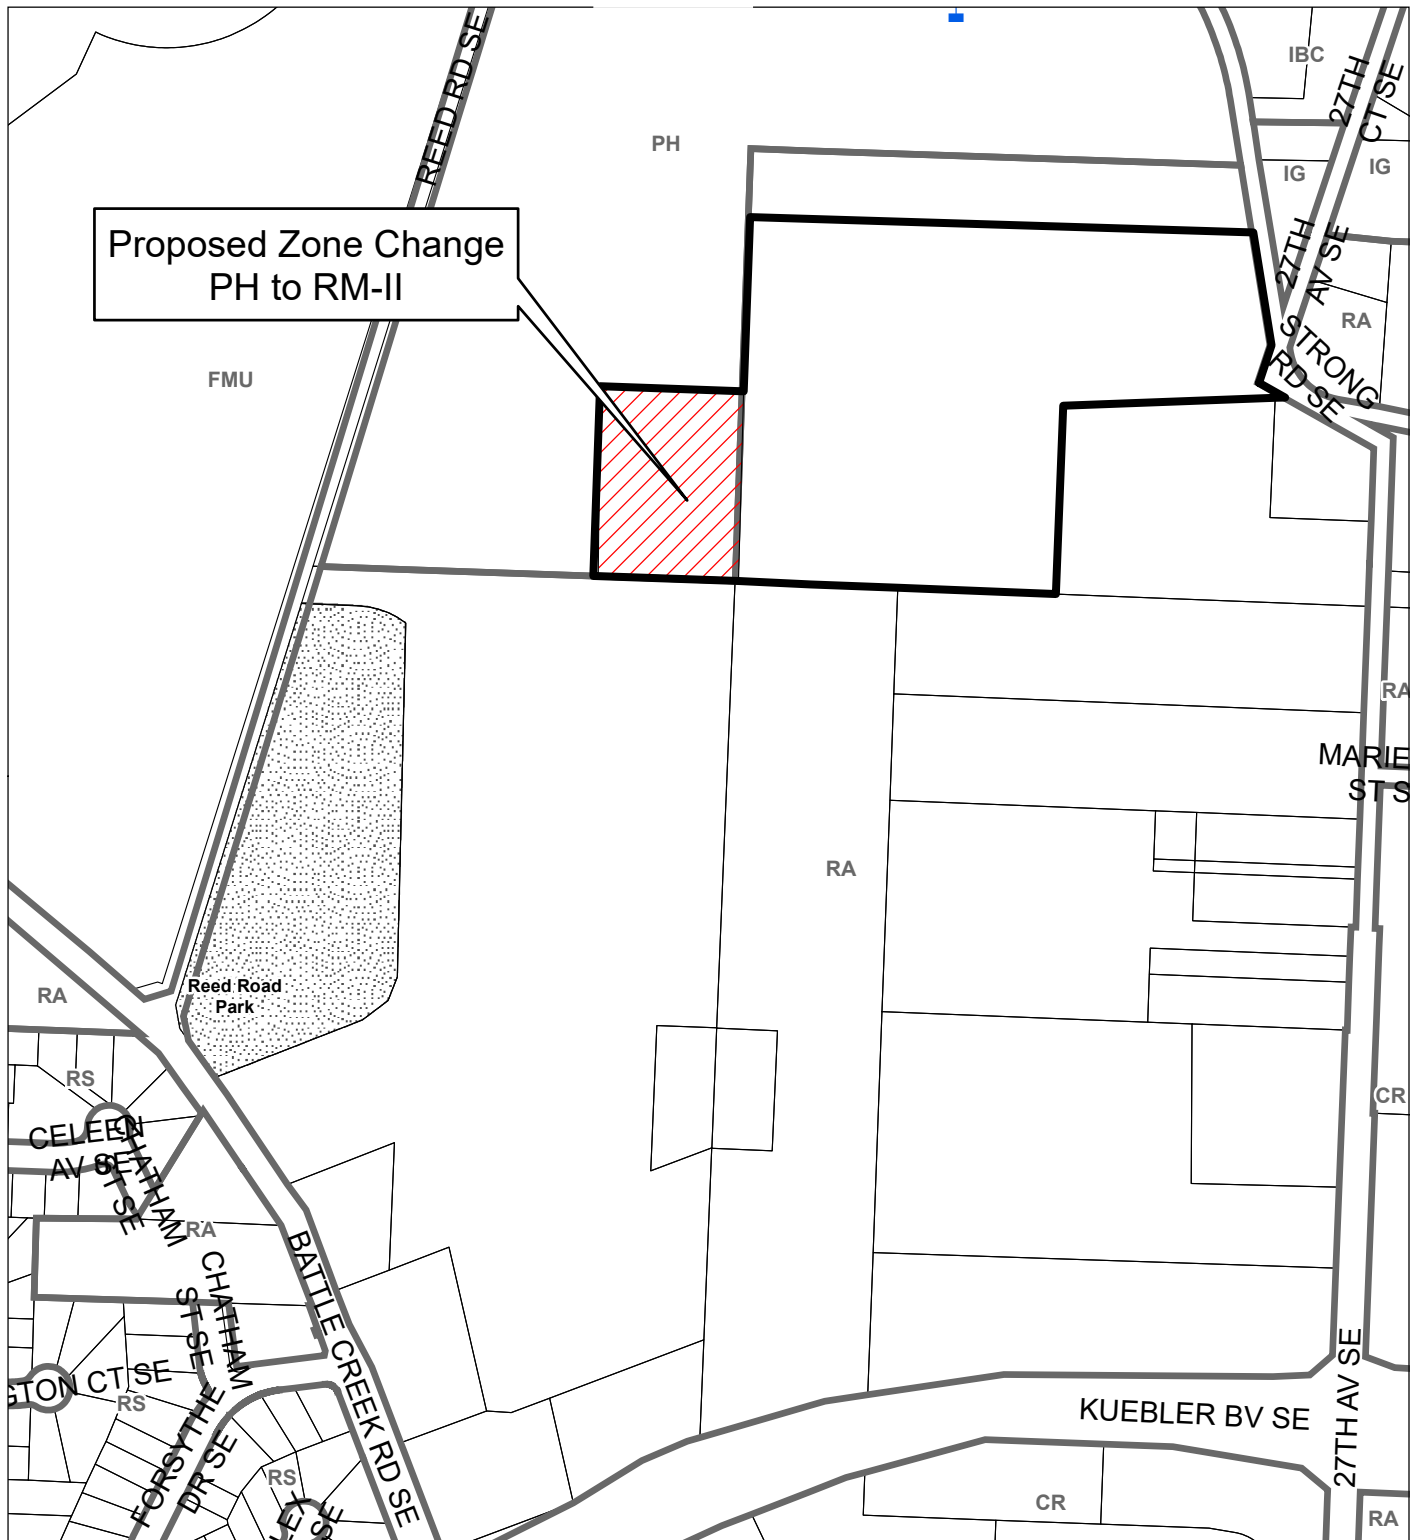 REED RD SE
IBC
27TH
CT SE
PH
IG
IG
Proposed Zone Change
PH to RM-II
27TH
AV SE
RA
STRONG
RD SE
FMU
RA
MARIE
ST S
RA
Reed Road
Park
RA
RS
CR
CELEEN
AV SE
CHATHAM
ST SE
RA
CHATHAM
ST SE
BATTLE CREEK RD SE
GTON CT SE
RS
FORSYTHE
DR SE
KUEBLER BV SE
27TH AV SE
RS
LEX
SE
CR
RA